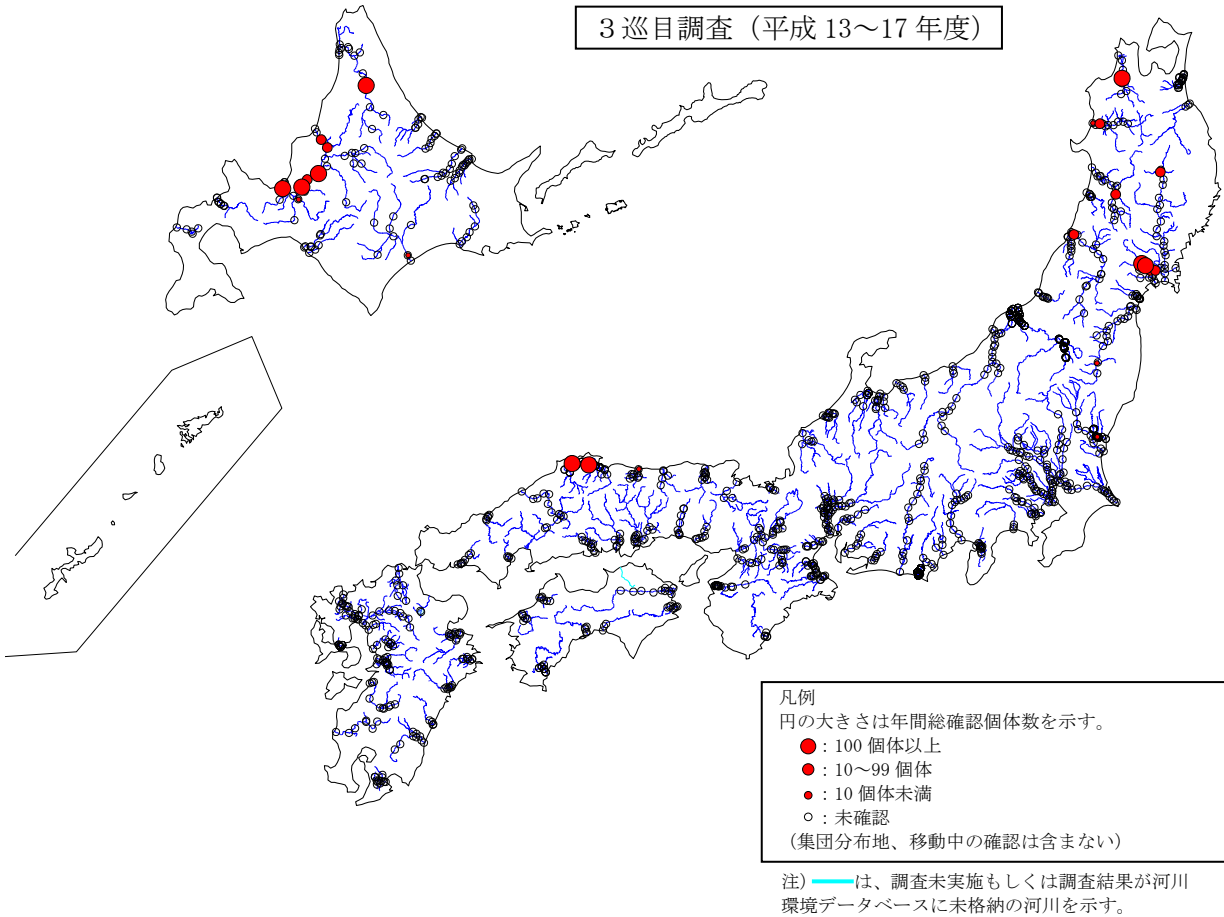 ３巡目調査（平成 13～17 年度）
凡例
円の大きさは年間総確認個体数を示す。
：100 個体以上
：10～99 個体
：10 個体未満
：未確認
（集団分布地、移動中の確認は含まない）
注） は、調査未実施もしくは調査結果が河川
環境データベースに未格納の河川を示す。